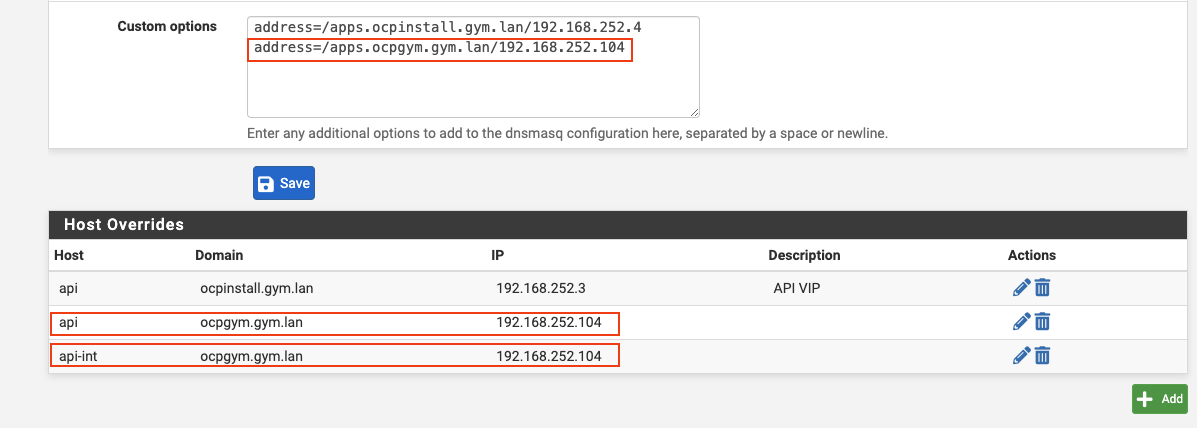 Custom options
address=/apps.ocpinstall.gym.lan/192.168.252.4
address=/apps.ocpgym.gym.lan/192.168.252.104
Enter any additional options to add to the dnsmasq configuration here, separated by a space or newline.
Save
Host Overrides
Host Domain IP Description Actions
api ocpinstall.gym.lan 192.168.252.3 API VIP
api ocpgym.gym.lan 192.168.252.104
api-int ocpgym.gym.lan 192.168.252.104
Add